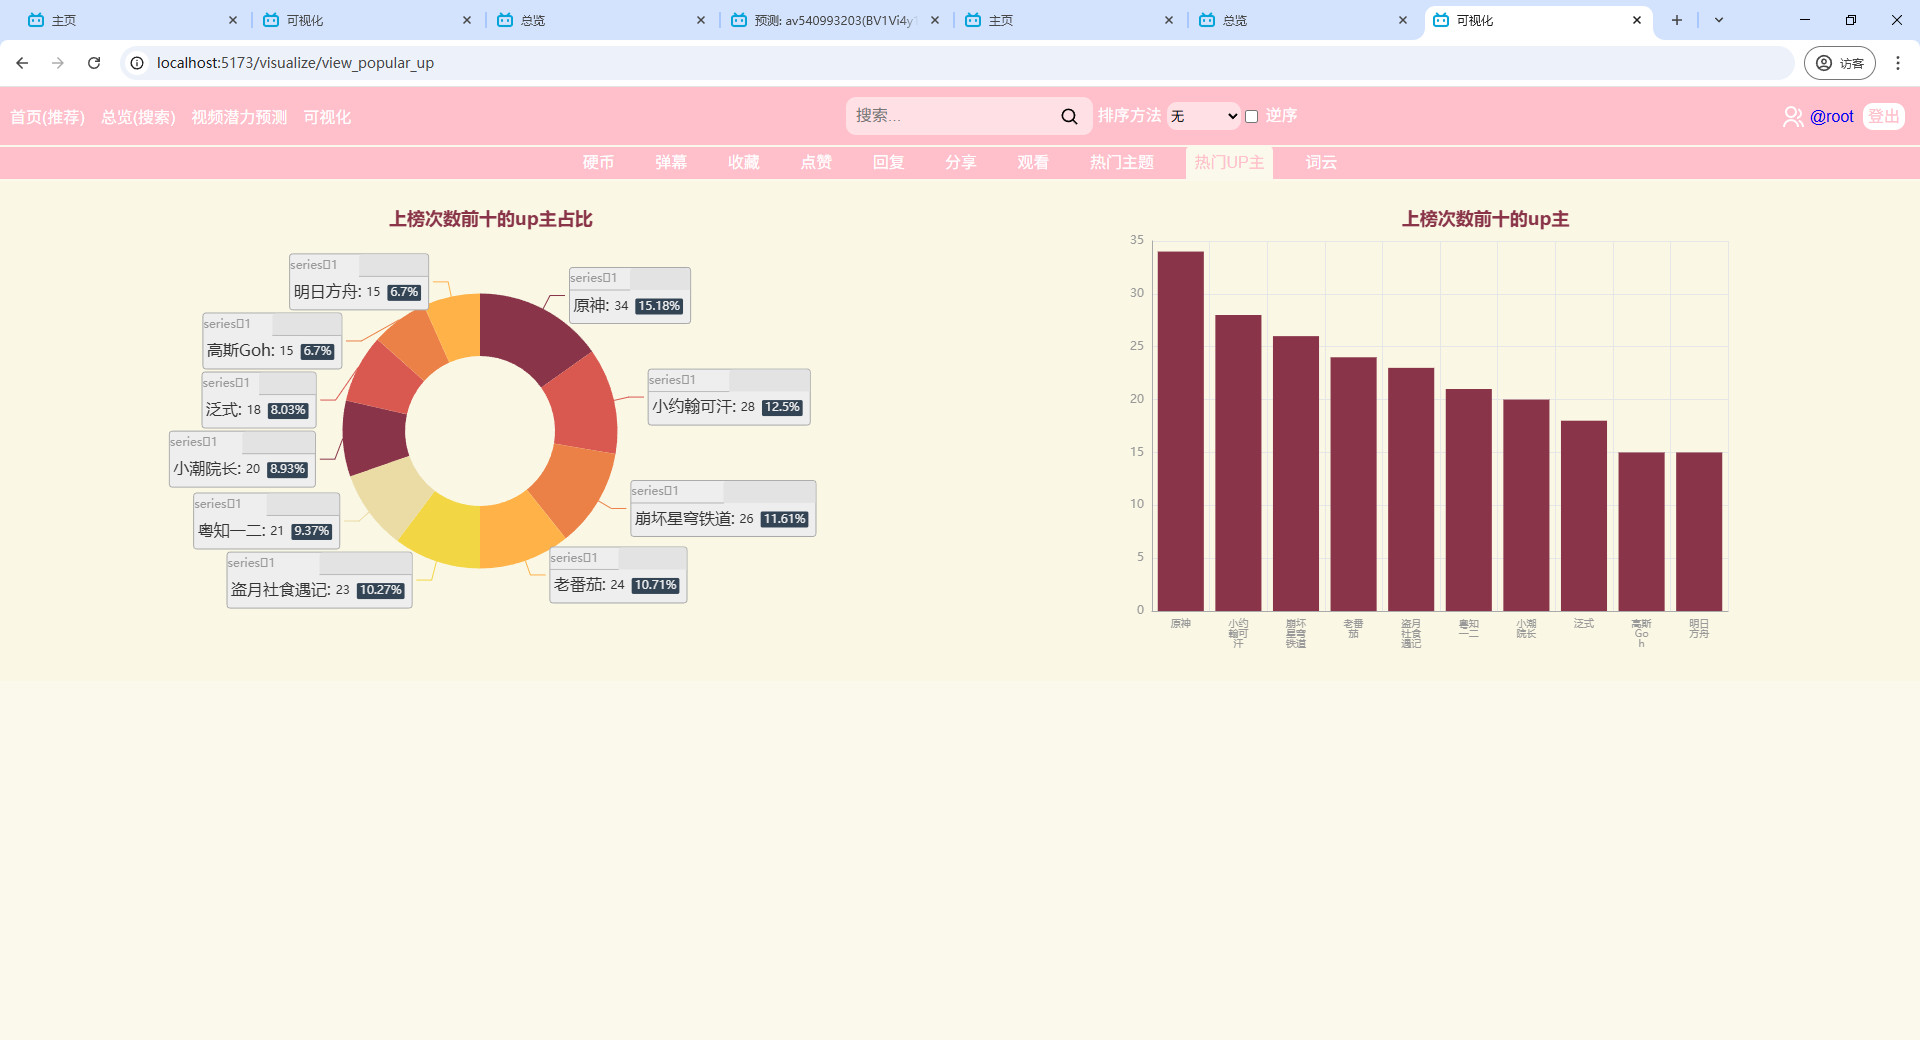 主页
可视化
总览
预测: av540993203(BV1Vi4y
主页
总览
可视化
localhost:5173/visualize/view_popular_up
访客
首页(推荐) 总览(搜索) 视频潜力预测 可视化
搜索...
排序方法 无 逆序
@root 登出
硬币 弹幕 收藏 点赞 回复 分享 观看 热门主题 热门UP主 词云
上榜次数前十的up主占比
series 1
明日方舟: 15 6.7%
series 1
原神: 34 15.18%
series 1
高斯Goh: 15 6.7%
series 1
泛式: 18 8.03%
series 1
小约翰可汗: 28 12.5%
series 1
小潮院长: 20 8.93%
series 1
粤知一二: 21 9.37%
series 1
崩坏星穹铁道: 26 11.61%
series 1
盗月社食遇记: 23 10.27%
series 1
老番茄: 24 10.71%
上榜次数前十的up主
35
30
25
20
15
10
5
0
原神
小约
翰可
汗
崩坏
星穹
铁道
老番
茄
盗月
社食
遇记
粤知
一二
小潮
院长
泛式
高斯
Go
h
明日
方舟